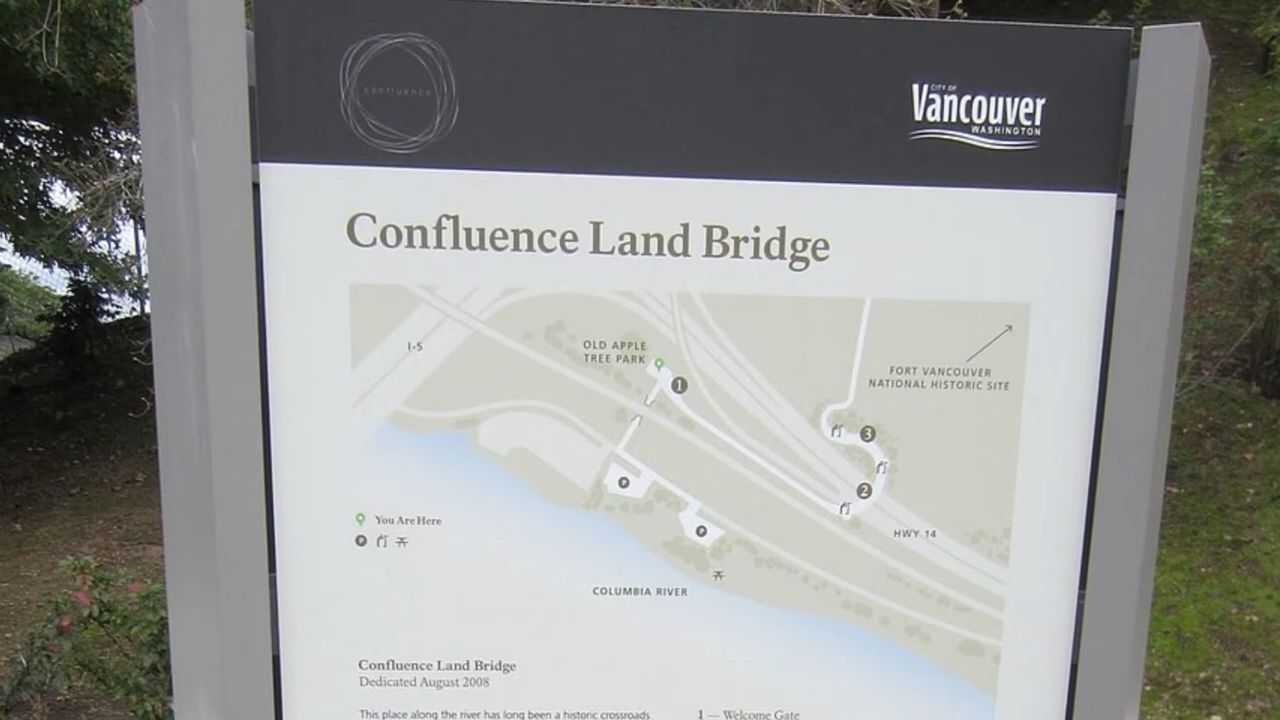 confluence
CITY OF
Vancouver
WASHINGTON
Confluence Land Bridge
I-5
OLD APPLE
TREE PARK
1
FORT VANCOUVER
NATIONAL HISTORIC SITE
3
2
P
HWY 14
P
You Are Here
P
COLUMBIA RIVER
Confluence Land Bridge
Dedicated August 2008
This place along the river has long been a historic crossroads
1 — Welcome Gate